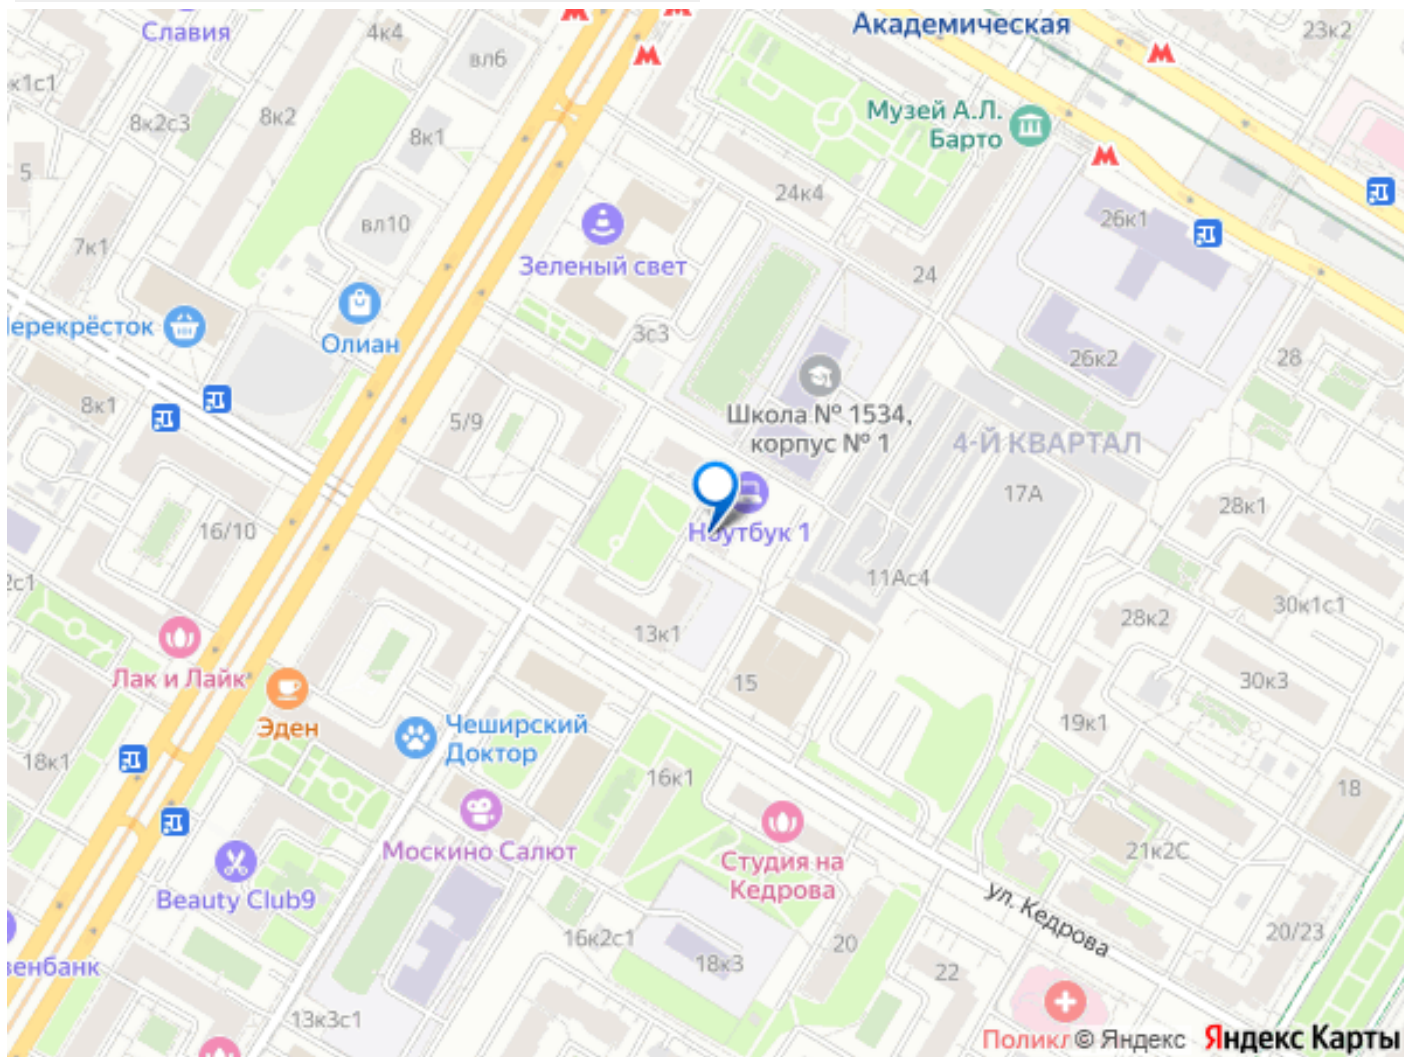 Славия
4к4
Академическая
23к2
вл6
к1с1
8к2с3
8к2
8к1
Музей А.Л.
Барто
5
24к4
26к1
вл10
7к1
Зеленый свет
24
ерекрёсток
Олиан
3с3
26к2
28
8к1
5/9
Школа № 1534,
корпус № 1
4-Й КВАРТАЛ
17А
28к1
16/10
Ноутбук 1
2с1
11Ас4
30к1с1
28к2
13к1
Лак и Лайк
15
30к3
Эден
Чеширский
Доктор
19к1
18к1
16к1
18
Москино Салют
Студия на
Кедрова
21к2С
Beauty Club9
ул. Кедрова
16к2с1
20
20/23
венбанк
18к3
22
13к3с1
Поликл
© Яндекс
Яндекс Карты